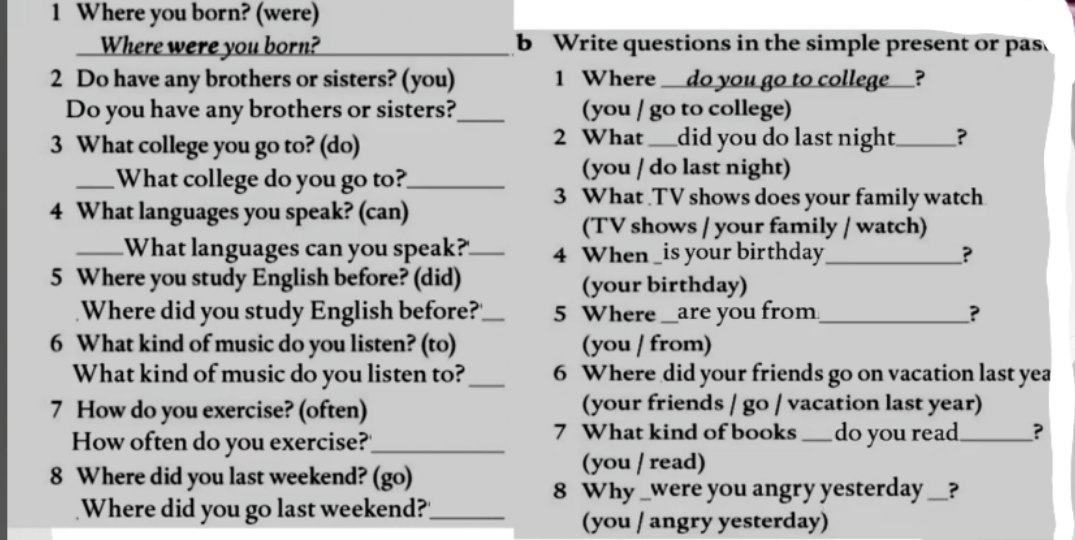 1 Where you born? (were)
Where were you born?
2 Do have any brothers or sisters? (you)
Do you have any brothers or sisters?
3 What college you go to? (do)
What college do you go to?
4 What languages you speak? (can)
What languages can you speak?
5 Where you study English before? (did)
Where did you study English before?
6 What kind of music do you listen? (to)
What kind of music do you listen to?
7 How do you exercise? (often)
How often do you exercise?
8 Where did you last weekend? (go)
Where did you go last weekend?
b Write questions in the simple present or pas
1 Where do you go to college ?
(you / go to college)
2 What did you do last night ?
(you / do last night)
3 What TV shows does your family watch
(TV shows / your family / watch)
4 When is your birthday ?
(your birthday)
5 Where are you from ?
(you / from)
6 Where did your friends go on vacation last yea
(your friends / go / vacation last year)
7 What kind of books do you read ?
(you / read)
8 Why were you angry yesterday ?
(you / angry yesterday)